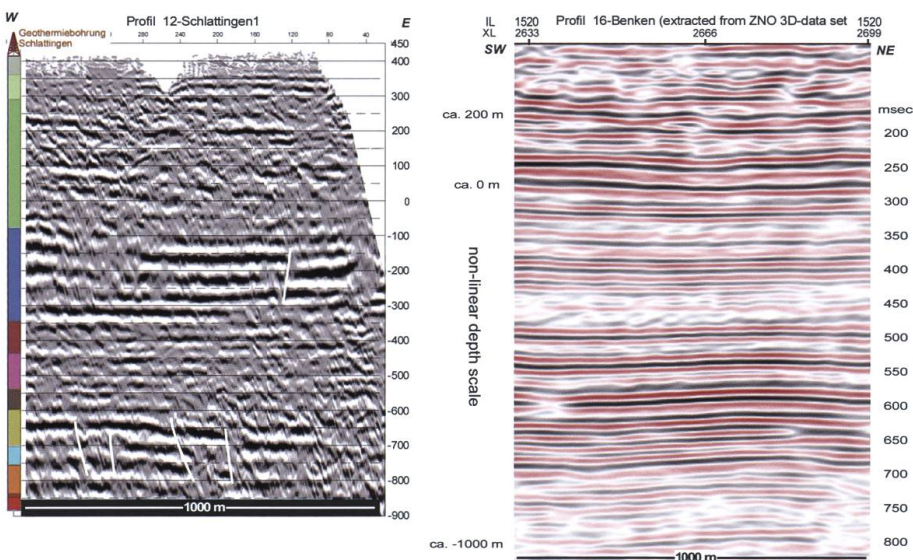 W
Profil 12-Schlattingen1
E
Geothermiebohrung
Schlattingen
280
240
200
160
120
80
40
450
400
300
200
100
0
-100
-200
-300
-400
-500
-600
-700
-800
-900
1000 m
IL 1520 Profil 16-Benken (extracted from ZNO 3D-data set 1520
XL 2633 2666 2699
SW
NE
ca. 200 m
ca. 0 m
non-linear depth scale
ca. -1000 m
msec
200
250
300
350
400
450
500
550
600
650
700
750
800
1000 m